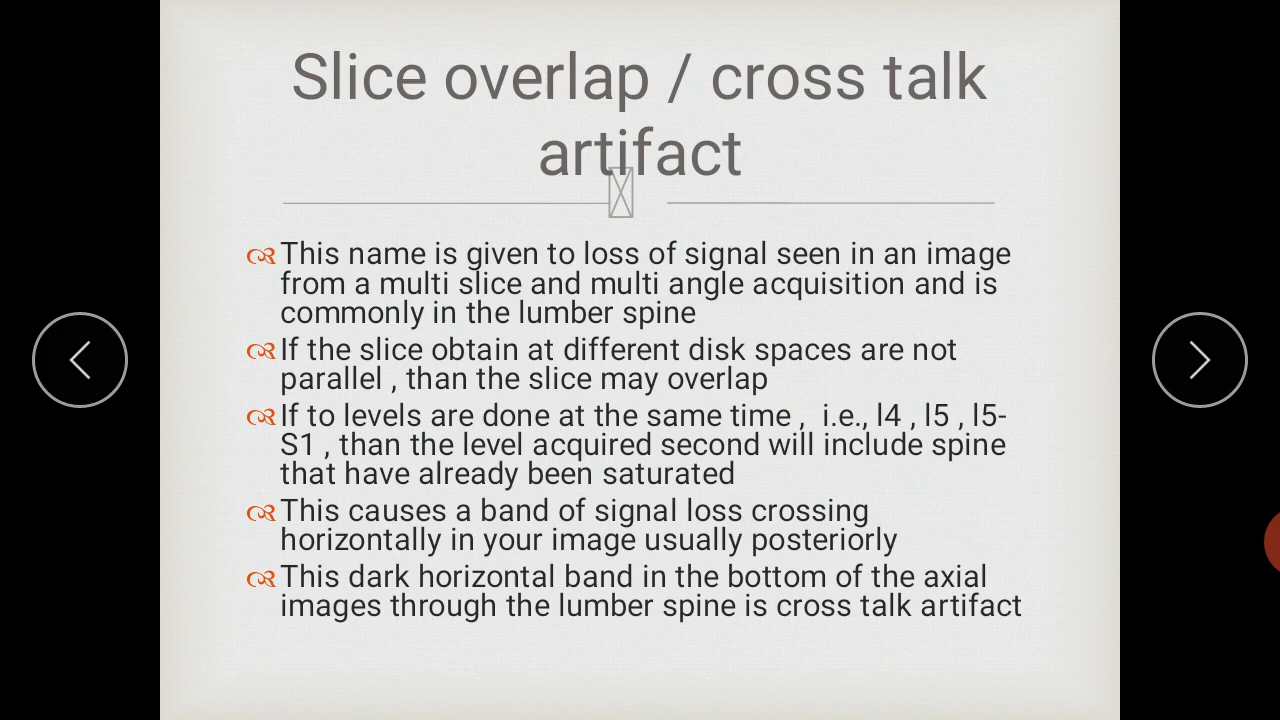 Slice overlap / cross talk
artifact
This name is given to loss of signal seen in an image
from a multi slice and multi angle acquisition and is
commonly in the lumber spine
If the slice obtain at different disk spaces are not
parallel , than the slice may overlap
If to levels are done at the same time , i.e., l4 , l5 , l5-
S1 , than the level acquired second will include spine
that have already been saturated
This causes a band of signal loss crossing
horizontally in your image usually posteriorly
This dark horizontal band in the bottom of the axial
images through the lumber spine is cross talk artifact